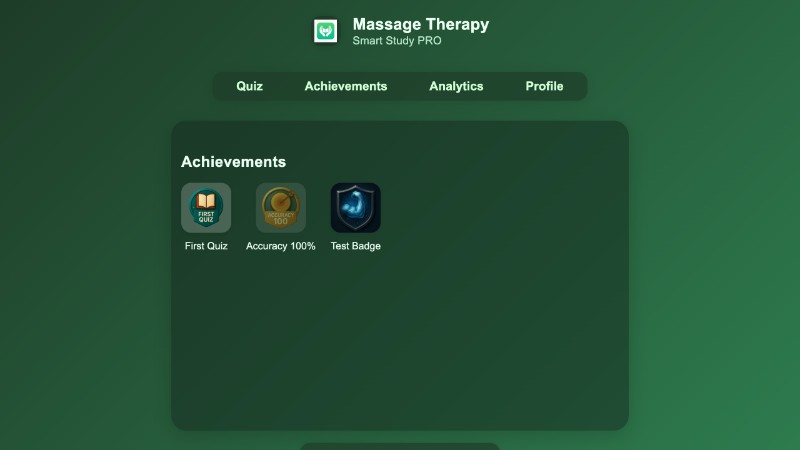 Massage Therapy
Smart Study PRO
Quiz Achievements Analytics Profile
Achievements
FIRST
QUIZ
ACCURACY
100
First Quiz Accuracy 100% Test Badge